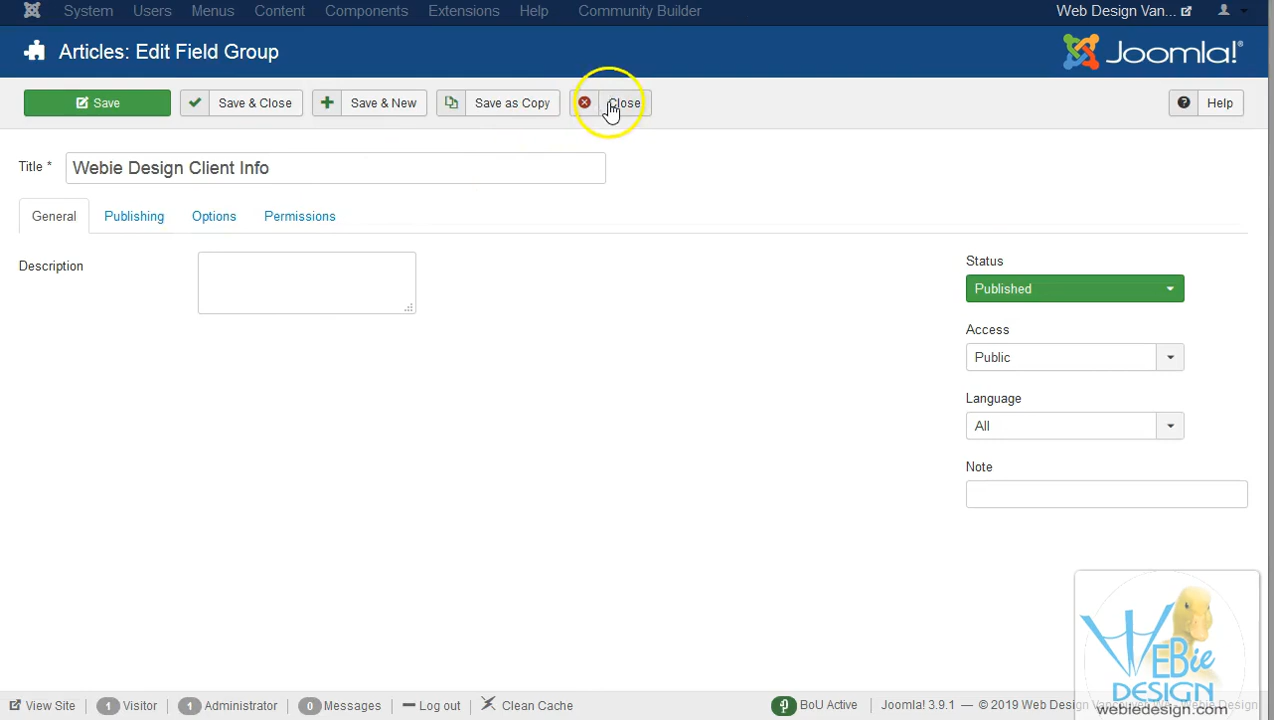 System Users Menus Content Components Extensions Help Community Builder Web Design Van...
Articles: Edit Field Group Joomla!®
Save Save & Close Save & New Save as Copy Close Help
Title * Webie Design Client Info
General Publishing Options Permissions
Description
Status
Published
Access
Public
Language
All
Note
WEBie
DESIGN
webiedesign.com
View Site 1 Visitor 1 Administrator 0 Messages Log out Clean Cache BoU Active Joomla! 3.9.1 — © 2019 Web Design